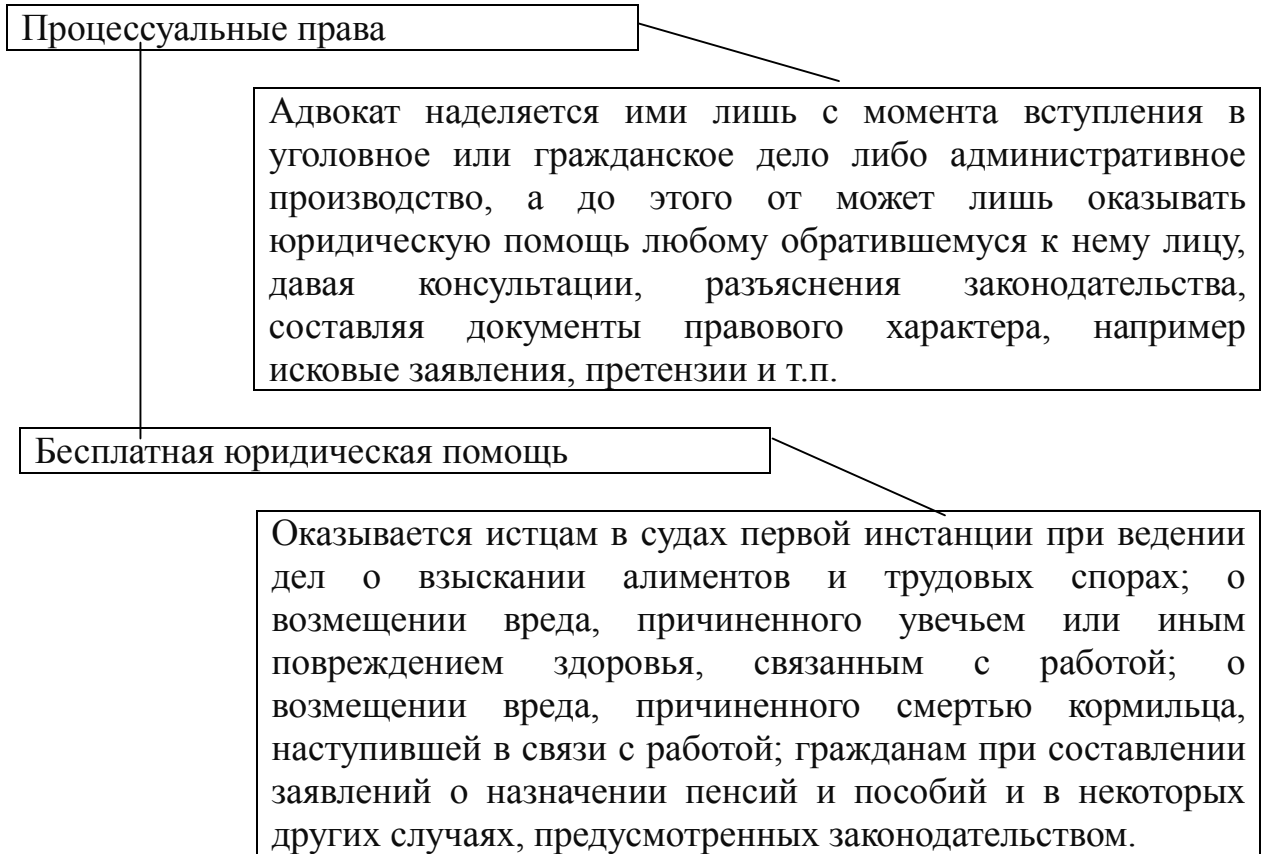 Процессуальные права
Адвокат наделяется ими лишь с момента вступления в
уголовное или гражданское дело либо административное
производство, а до этого от может лишь оказывать
юридическую помощь любому обратившемуся к нему лицу,
давая консультации, разъяснения законодательства,
составляя документы правового характера, например
исковые заявления, претензии и т.п.
Бесплатная юридическая помощь
Оказывается истцам в судах первой инстанции при ведении
дел о взыскании алиментов и трудовых спорах; о
возмещении вреда, причиненного увечьем или иным
повреждением здоровья, связанным с работой; о
возмещении вреда, причиненного смертью кормильца,
наступившей в связи с работой; гражданам при составлении
заявлений о назначении пенсий и пособий и в некоторых
других случаях, предусмотренных законодательством.